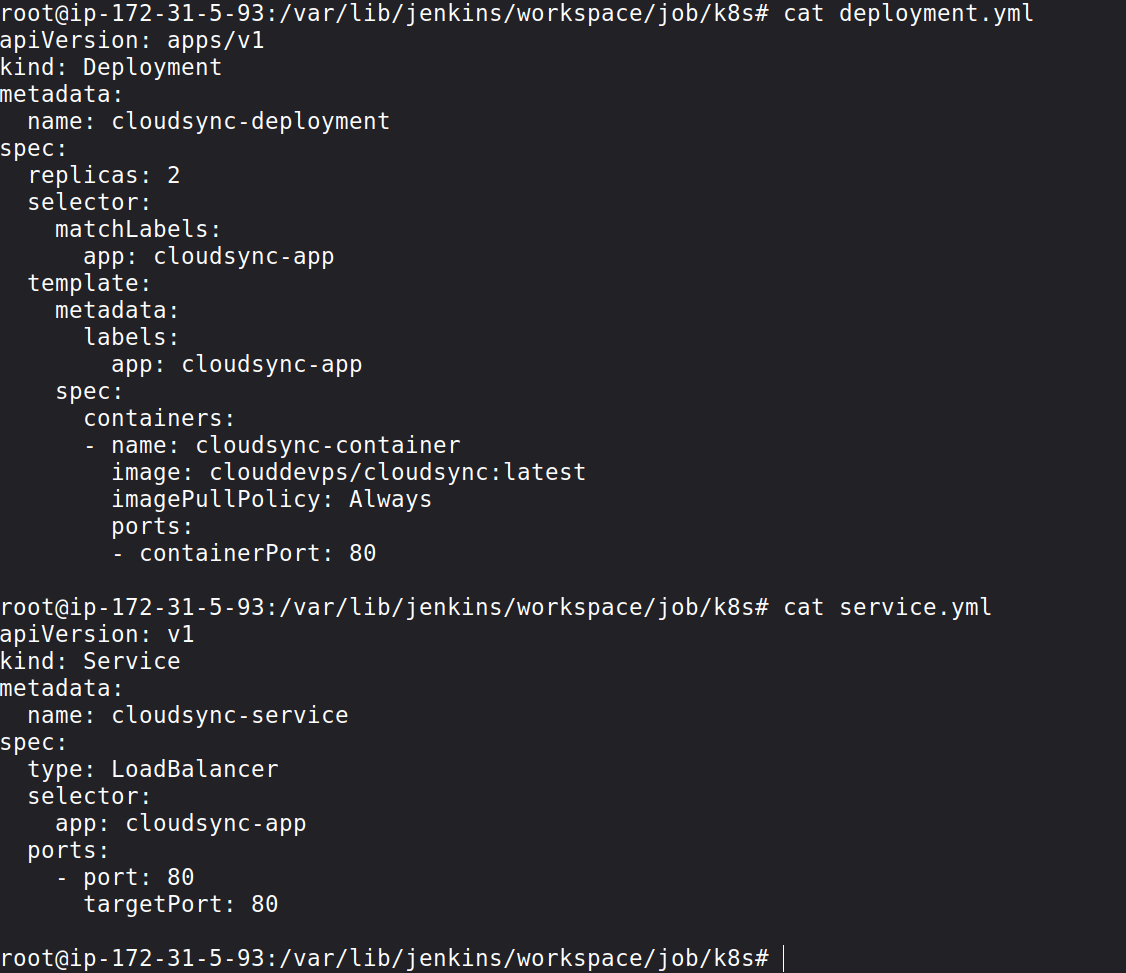 root@ip-172-31-5-93:/var/lib/jenkins/workspace/job/k8s# cat deployment.yml
apiVersion: apps/v1
kind: Deployment
metadata:
  name: cloudsync-deployment
spec:
  replicas: 2
  selector:
    matchLabels:
      app: cloudsync-app
  template:
    metadata:
      labels:
        app: cloudsync-app
    spec:
      containers:
      - name: cloudsync-container
        image: clouddevps/cloudsync:latest
        imagePullPolicy: Always
        ports:
        - containerPort: 80

root@ip-172-31-5-93:/var/lib/jenkins/workspace/job/k8s# cat service.yml
apiVersion: v1
kind: Service
metadata:
  name: cloudsync-service
spec:
  type: LoadBalancer
  selector:
    app: cloudsync-app
  ports:
    - port: 80
      targetPort: 80

root@ip-172-31-5-93:/var/lib/jenkins/workspace/job/k8s#